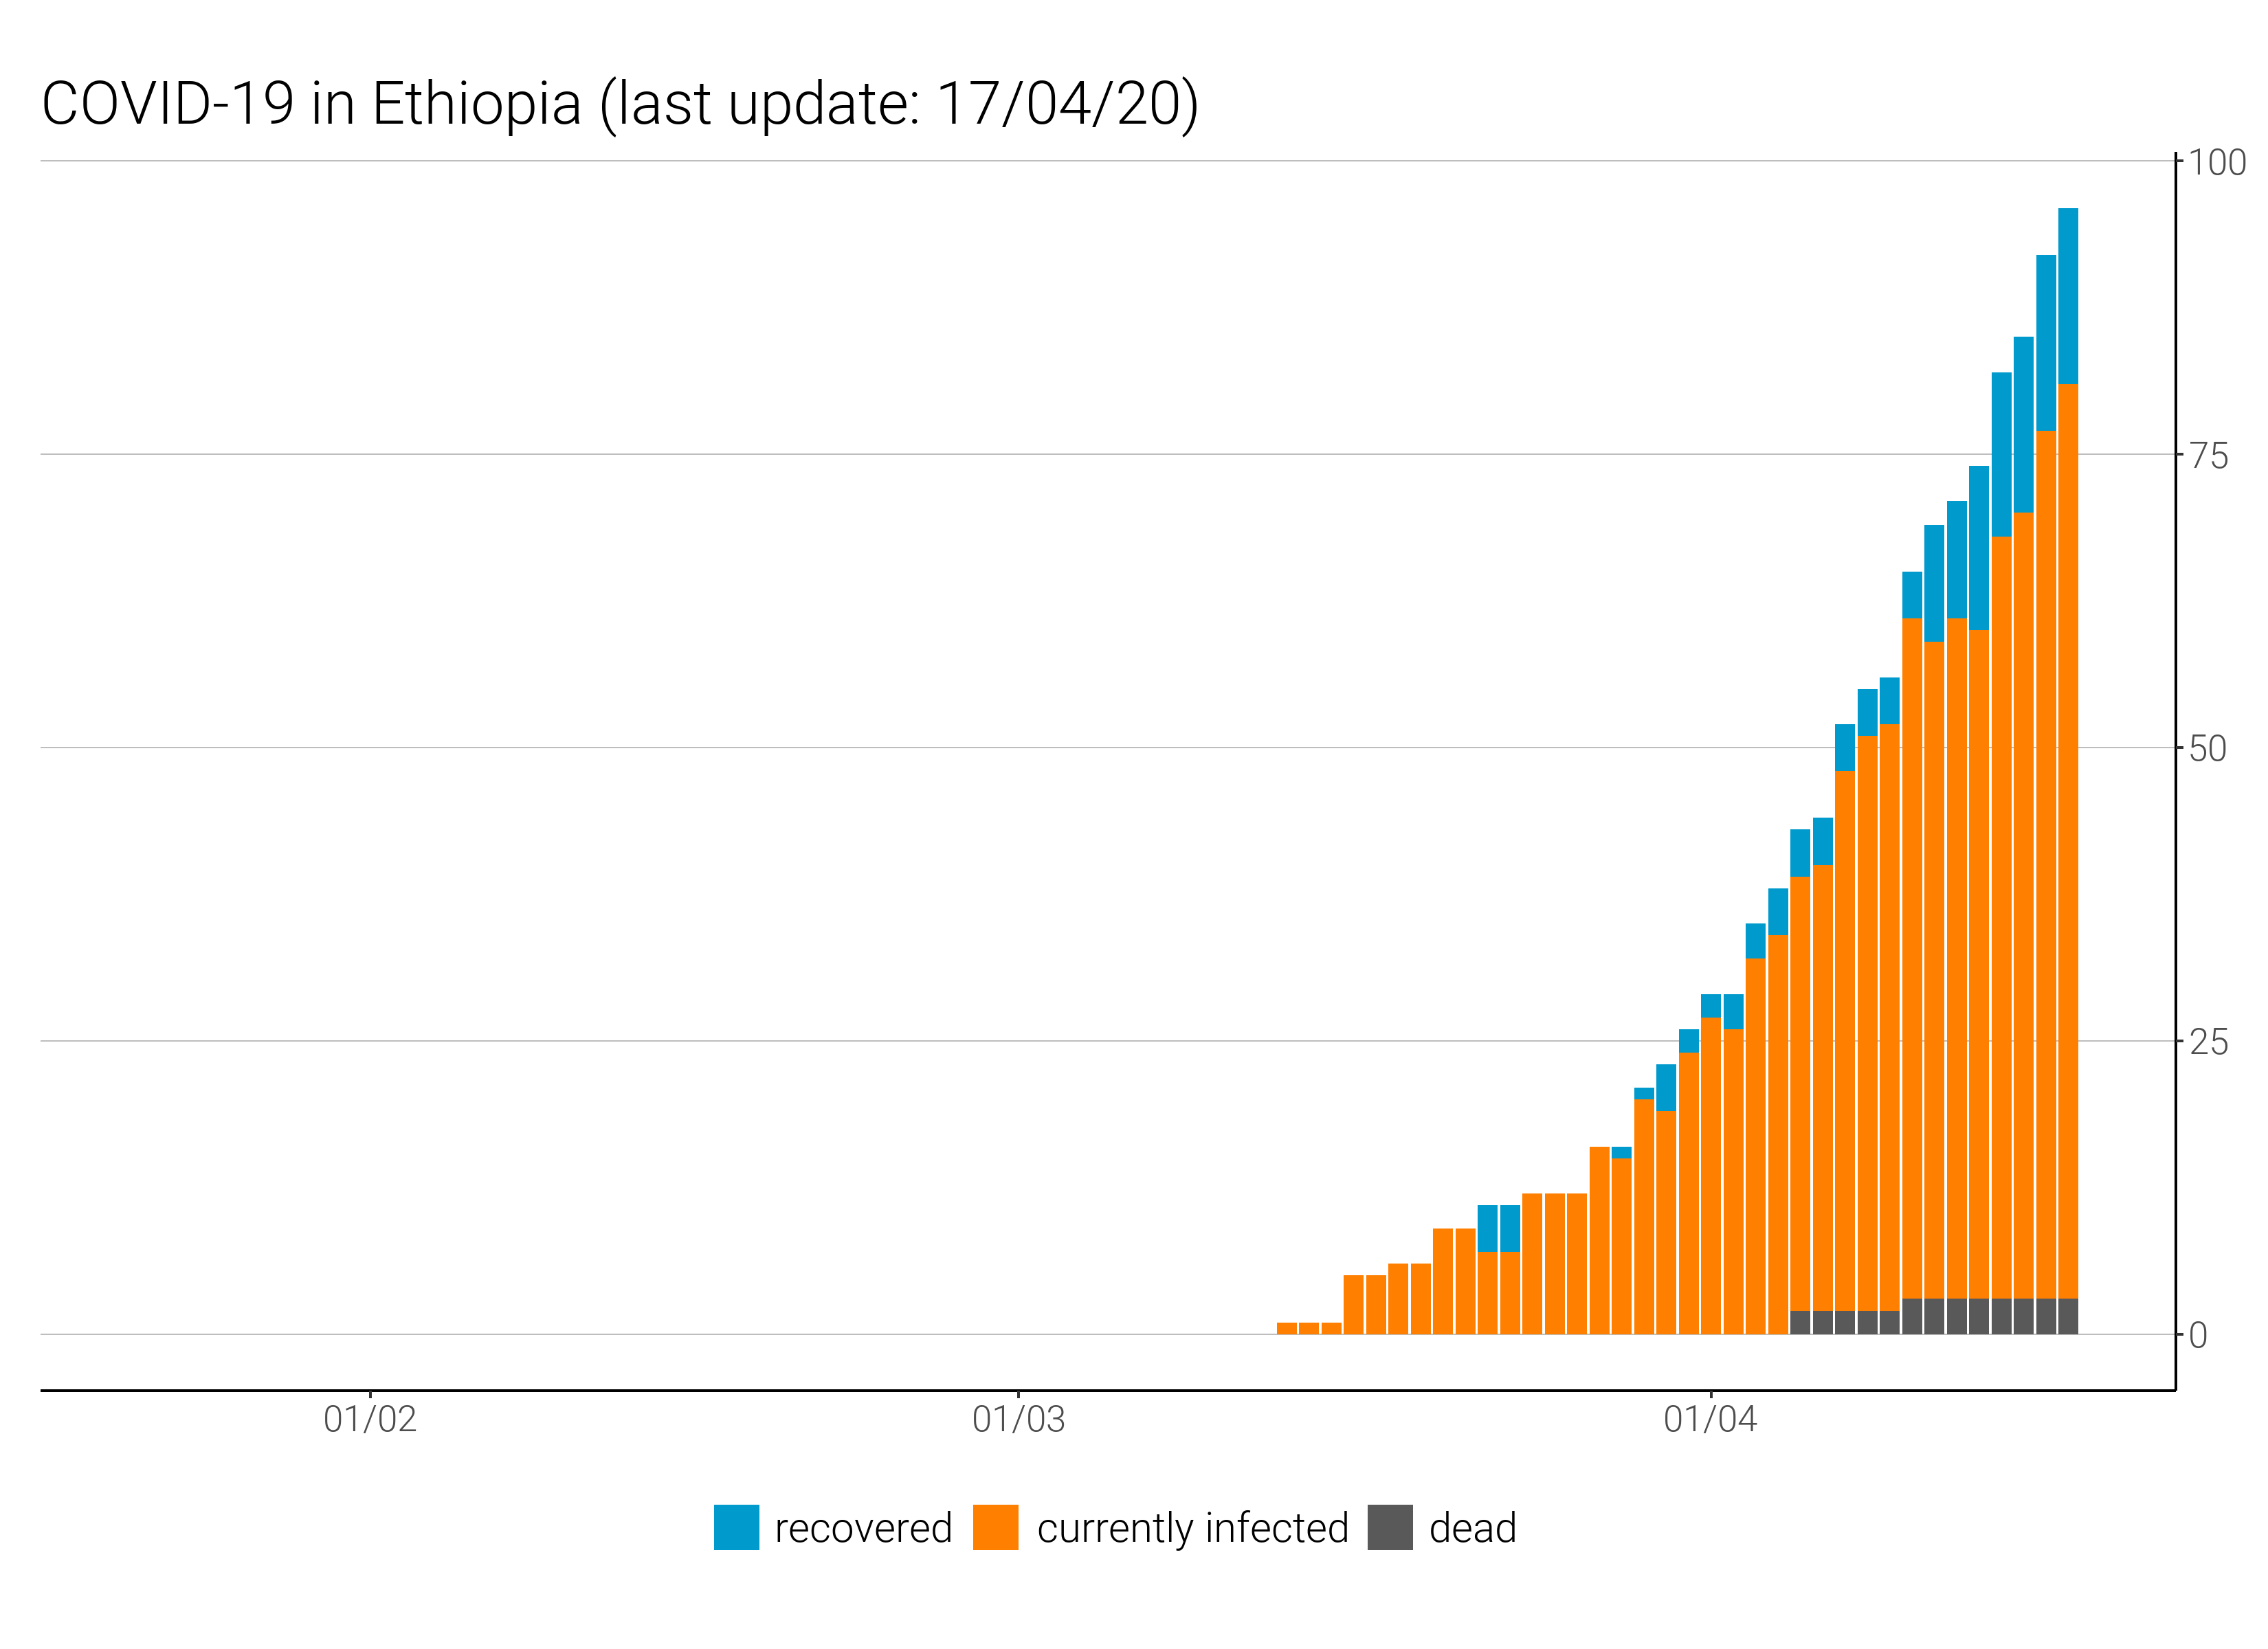 COVID-19 in Ethiopia (last update: 17/04/20)
100
75
50
25
0
01/02 01/03 01/04
recovered currently infected dead